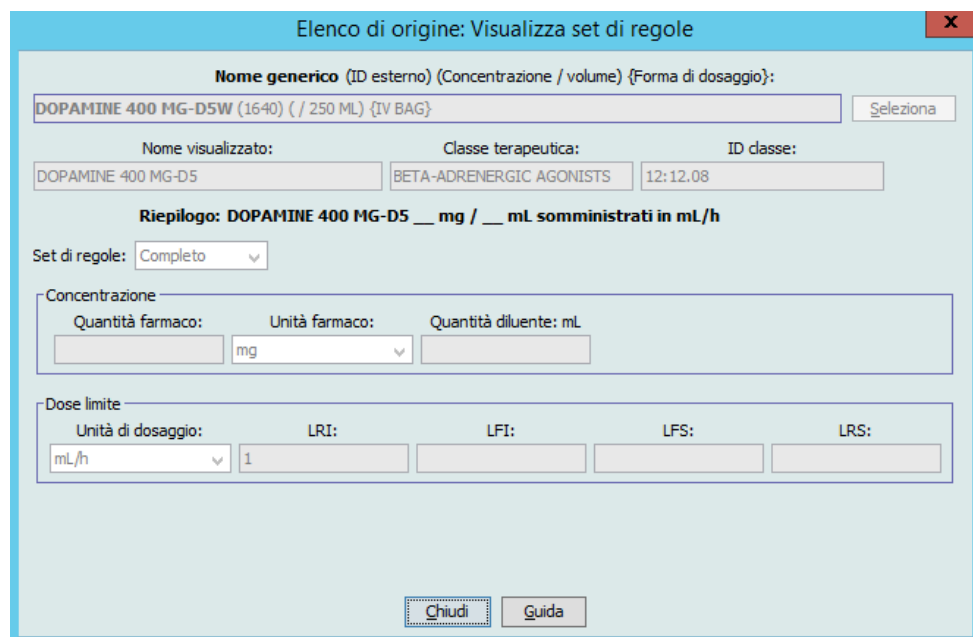 Elenco di origine: Visualizza set di regole
x
Nome generico (ID esterno) (Concentrazione / volume) {Forma di dosaggio}:
DOPAMINE 400 MG-D5W (1640) ( / 250 ML) {IV BAG} Seleziona
Nome visualizzato: Classe terapeutica: ID classe:
DOPAMINE 400 MG-D5 BETA-ADRENERGIC AGONISTS 12:12.08
Riepilogo: DOPAMINE 400 MG-D5 __ mg / __ mL somministrati in mL/h
Set di regole: Completo
Concentrazione
Quantità farmaco: Unità farmaco: Quantità diluente: mL
mg
Dose limite
Unità di dosaggio: LRI: LFI: LFS: LRS:
mL/h 1
Chiudi Guida